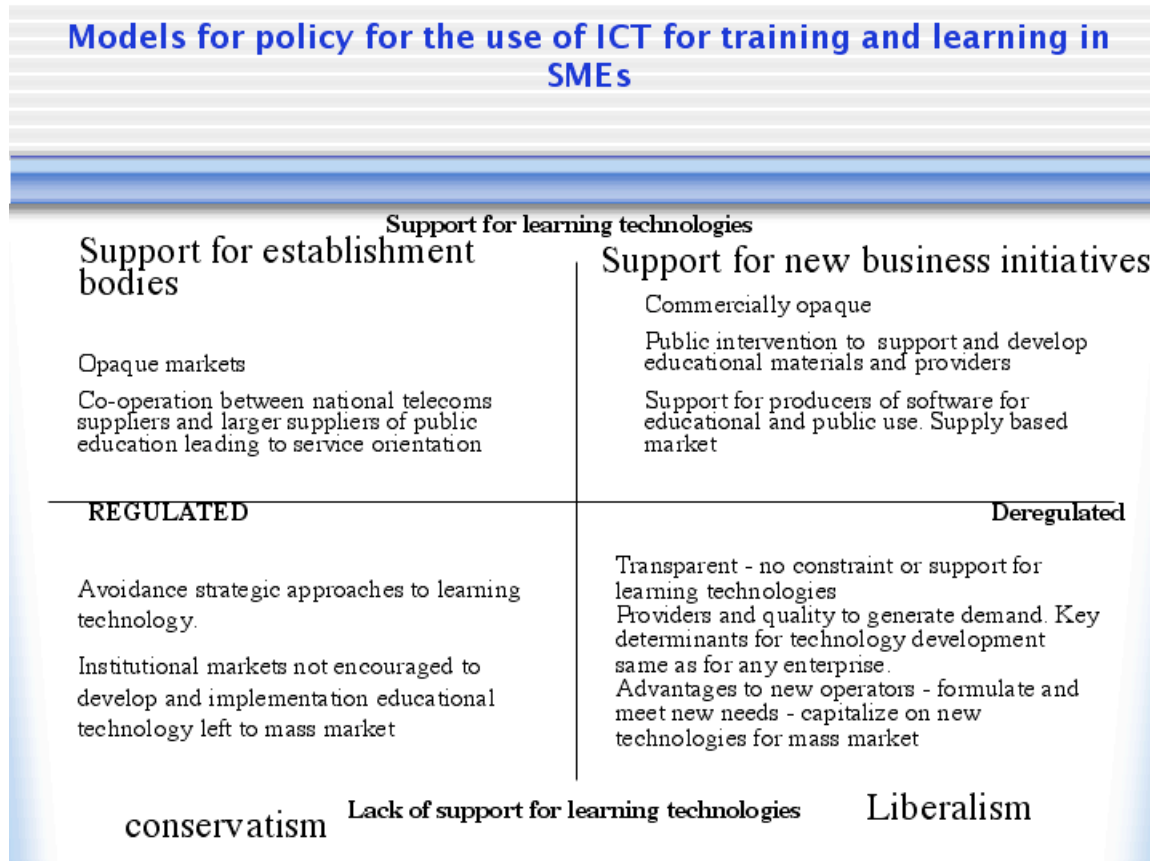 Models for policy for the use of ICT for training and learning in
SMEs
Support for learning technologies
Support for establishment
bodies
Opaque markets
Co-operation between national telecoms
suppliers and larger suppliers of public
education leading to service orientation
Support for new business initiatives
Commercially opaque
Public intervention to support and develop
educational materials and providers
Support for producers of software for
educational and public use. Supply based
market
REGULATED
Deregulated
Avoidance strategic approaches to learning
technology.
Institutional markets not encouraged to
develop and implementation educational
technology left to mass market
Transparent - no constraint or support for
learning technologies
Providers and quality to generate demand. Key
determinants for technology development
same as for any enterprise.
Advantages to new operators - formulate and
meet new needs - capitalize on new
technologies for mass market
conservatism
Lack of support for learning technologies
Liberalism